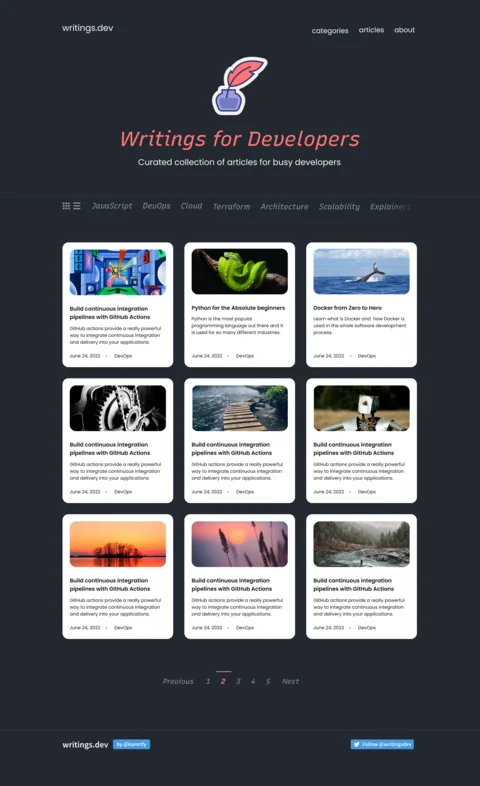 writings.dev
categories articles about
Writings for Developers
Curated collection of articles for busy developers
JavaScript DevOps Cloud Terraform Architecture Scalability Explainers
Build continuous integration
pipelines with GitHub Actions
GitHub actions provide a really powerful
way to integrate continuous integration
and delivery into your applications.
June 24, 2022 • DevOps
Python for the Absolute beginners
Python is the most popular
programming language out there and it
is used for so many different industries.
June 24, 2022 • DevOps
Docker from Zero to Hero
Learn what is Docker and how Docker is
used in the whole software development
process.
June 24, 2022 • DevOps
Build continuous integration
pipelines with GitHub Actions
GitHub actions provide a really powerful
way to integrate continuous integration
and delivery into your applications.
June 24, 2022 • DevOps
Build continuous integration
pipelines with GitHub Actions
GitHub actions provide a really powerful
way to integrate continuous integration
and delivery into your applications.
June 24, 2022 • DevOps
Build continuous integration
pipelines with GitHub Actions
GitHub actions provide a really powerful
way to integrate continuous integration
and delivery into your applications.
June 24, 2022 • DevOps
Build continuous integration
pipelines with GitHub Actions
GitHub actions provide a really powerful
way to integrate continuous integration
and delivery into your applications.
June 24, 2022 • DevOps
Build continuous integration
pipelines with GitHub Actions
GitHub actions provide a really powerful
way to integrate continuous integration
and delivery into your applications.
June 24, 2022 • DevOps
Build continuous integration
pipelines with GitHub Actions
GitHub actions provide a really powerful
way to integrate continuous integration
and delivery into your applications.
June 24, 2022 • DevOps
Previous 1 2 3 4 5 Next
writings.dev by @kamrify Follow @writingsdev